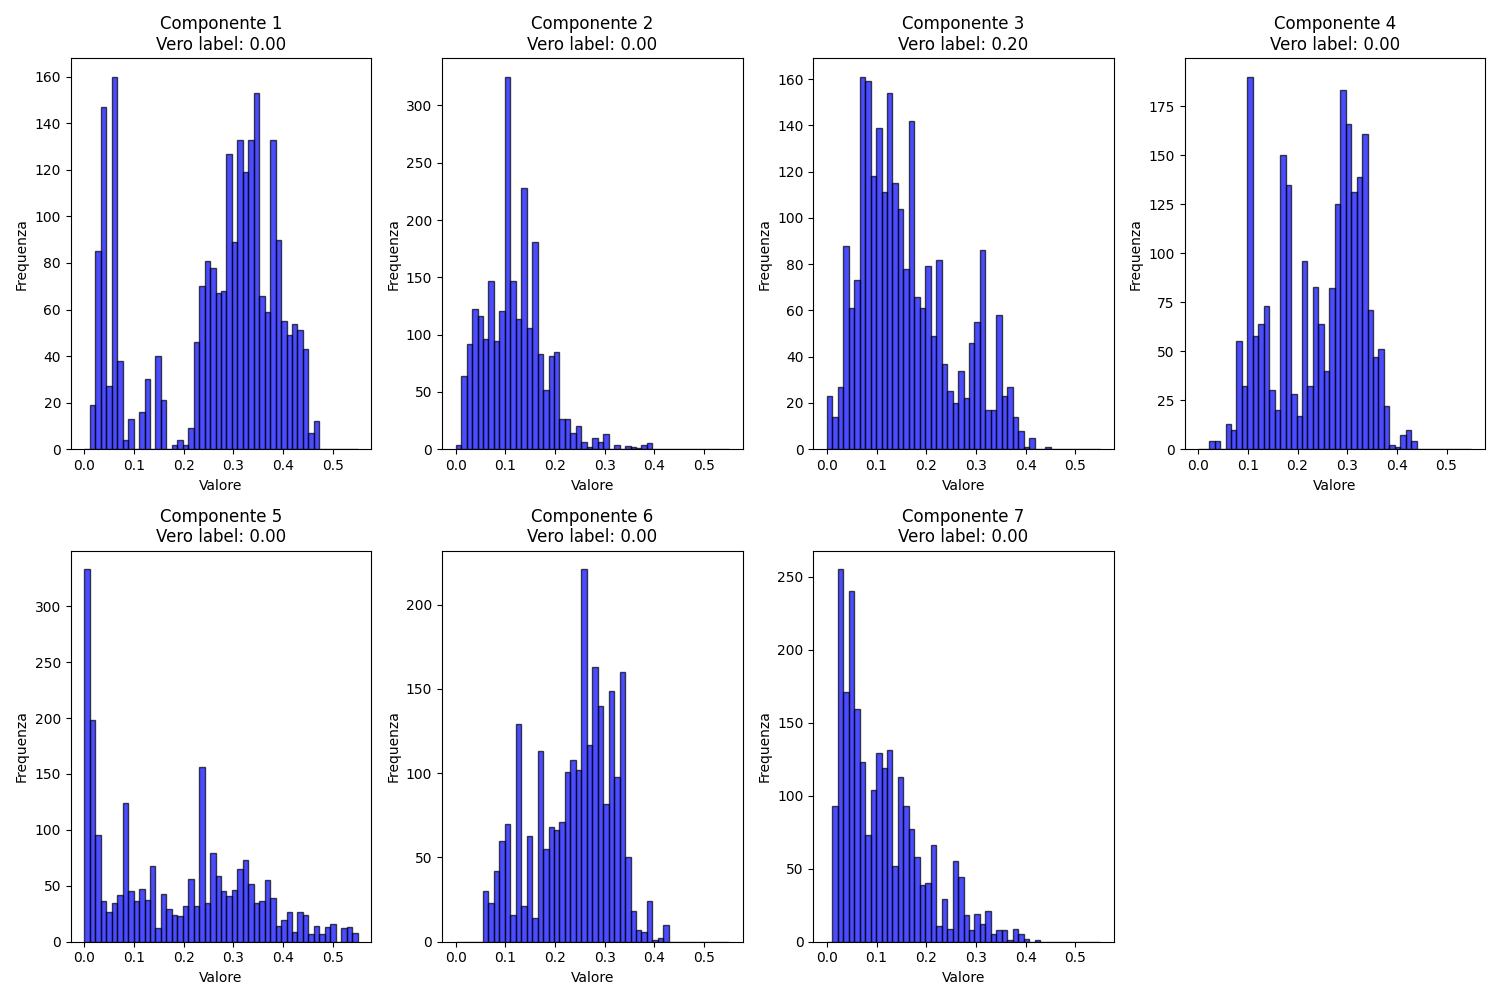 Componente 1
Vero label: 0.00
Frequenza
160
140
120
100
80
60
40
20
0
0.0 0.1 0.2 0.3 0.4 0.5
Valore
Componente 2
Vero label: 0.00
Frequenza
300
250
200
150
100
50
0
0.0 0.1 0.2 0.3 0.4 0.5
Valore
Componente 3
Vero label: 0.20
Frequenza
160
140
120
100
80
60
40
20
0
0.0 0.1 0.2 0.3 0.4 0.5
Valore
Componente 4
Vero label: 0.00
Frequenza
175
150
125
100
75
50
25
0
0.0 0.1 0.2 0.3 0.4 0.5
Valore
Componente 5
Vero label: 0.00
Frequenza
300
250
200
150
100
50
0
0.0 0.1 0.2 0.3 0.4 0.5
Valore
Componente 6
Vero label: 0.00
Frequenza
200
150
100
50
0
0.0 0.1 0.2 0.3 0.4 0.5
Valore
Componente 7
Vero label: 0.00
Frequenza
250
200
150
100
50
0
0.0 0.1 0.2 0.3 0.4 0.5
Valore